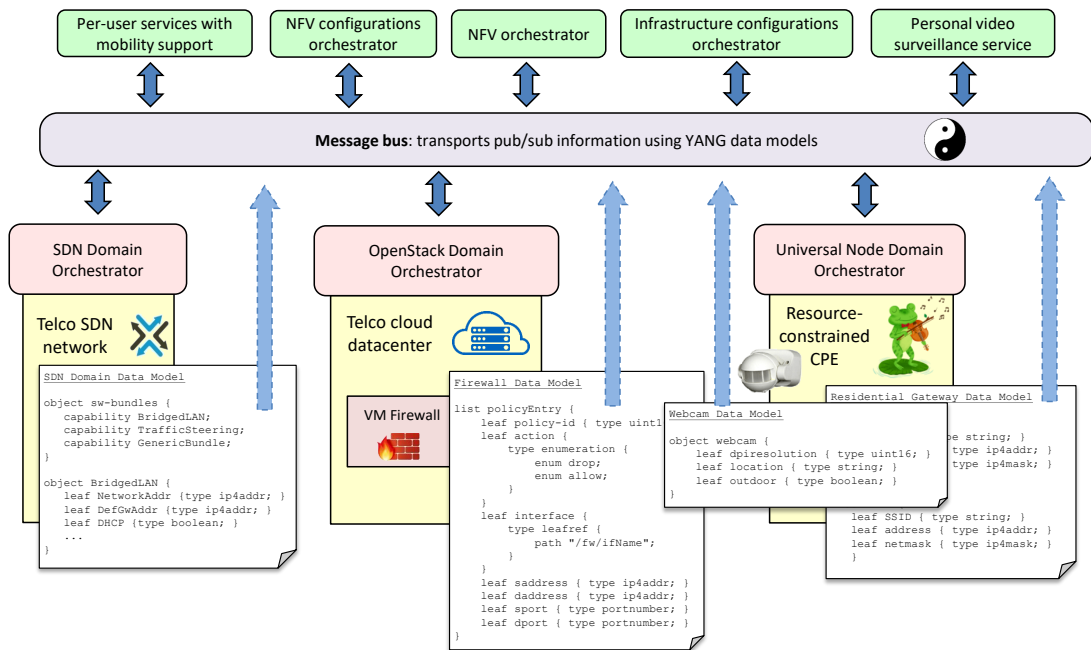 Per-user services with
mobility support
NFV configurations
orchestrator
NFV orchestrator
Infrastructure configurations
orchestrator
Personal video
surveillance service
Message bus: transports pub/sub information using YANG data models
SDN Domain
Orchestrator
OpenStack Domain
Orchestrator
Universal Node Domain
Orchestrator
Telco SDN
network
Telco cloud
datacenter
Resource-
constrained
CPE
VM Firewall
SDN Domain Data Model
object sw-bundles {
capability BridgedLAN;
capability TrafficSteering;
capability GenericBundle;
}
object BridgedLAN {
leaf NetworkAddr {type ip4addr; }
leaf DefGwAddr {type ip4addr; }
leaf DHCP {type boolean; }
...
}
Firewall Data Model
list policyEntry {
leaf policy-id { type uint1
leaf action {
type enumeration {
enum drop;
enum allow;
}
}
leaf interface {
type leafref {
path "/fw/ifName";
}
}
leaf saddress { type ip4addr; }
leaf daddress { type ip4addr; }
leaf sport { type portnumber; }
leaf dport { type portnumber; }
}
Webcam Data Model
object webcam {
leaf dpiresolution { type uint16; }
leaf location { type string; }
leaf outdoor { type boolean; }
}
Residential Gateway Data Model
type string; }
type ip4addr; }
type ip4mask; }
leaf SSID { type string; }
leaf address { type ip4addr; }
leaf netmask { type ip4mask; }